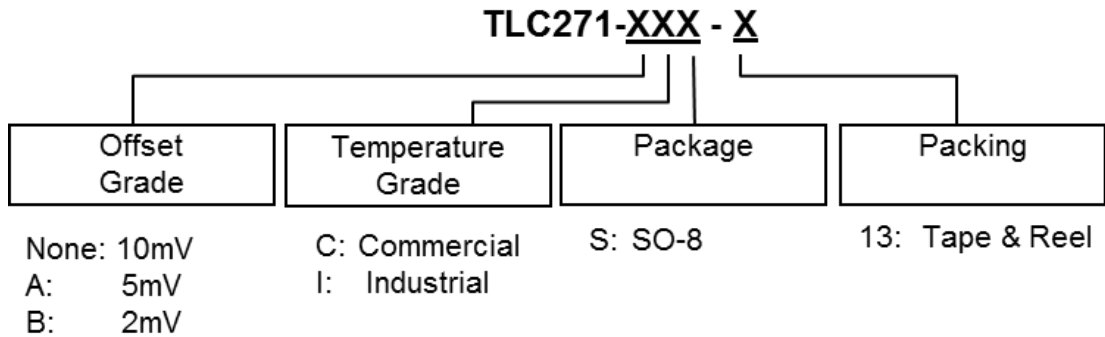 TLC271-XXX - X
Offset
Grade
Temperature
Grade
Package
Packing
None: 10mV
A: 5mV
B: 2mV
C: Commercial
I: Industrial
S: SO-8
13: Tape & Reel